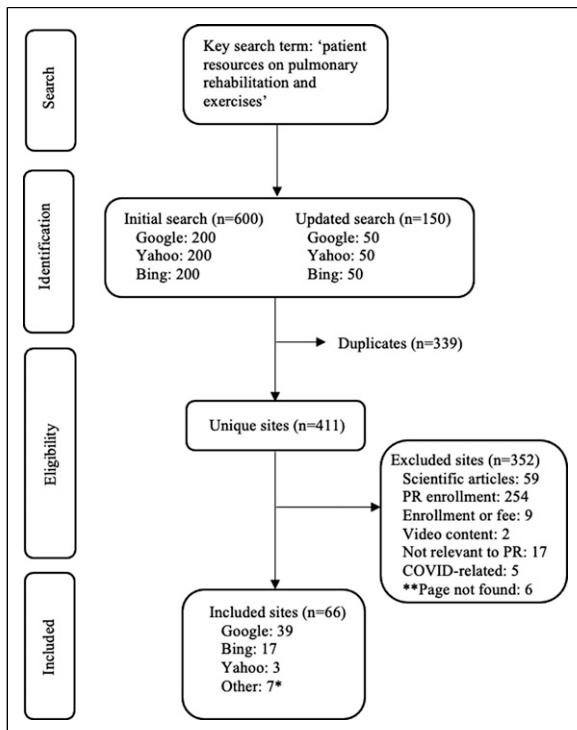 Search
Key search term: ‘patient
resources on pulmonary
rehabilitation and
exercises’
Identification
Initial search (n=600)
Google: 200
Yahoo: 200
Bing: 200
Updated search (n=150)
Google: 50
Yahoo: 50
Bing: 50
Duplicates (n=339)
Eligibility
Unique sites (n=411)
Excluded sites (n=352)
Scientific articles: 59
PR enrollment: 254
Enrollment or fee: 9
Video content: 2
Not relevant to PR: 17
COVID-related: 5
**Page not found: 6
Included
Included sites (n=66)
Google: 39
Bing: 17
Yahoo: 3
Other: 7*